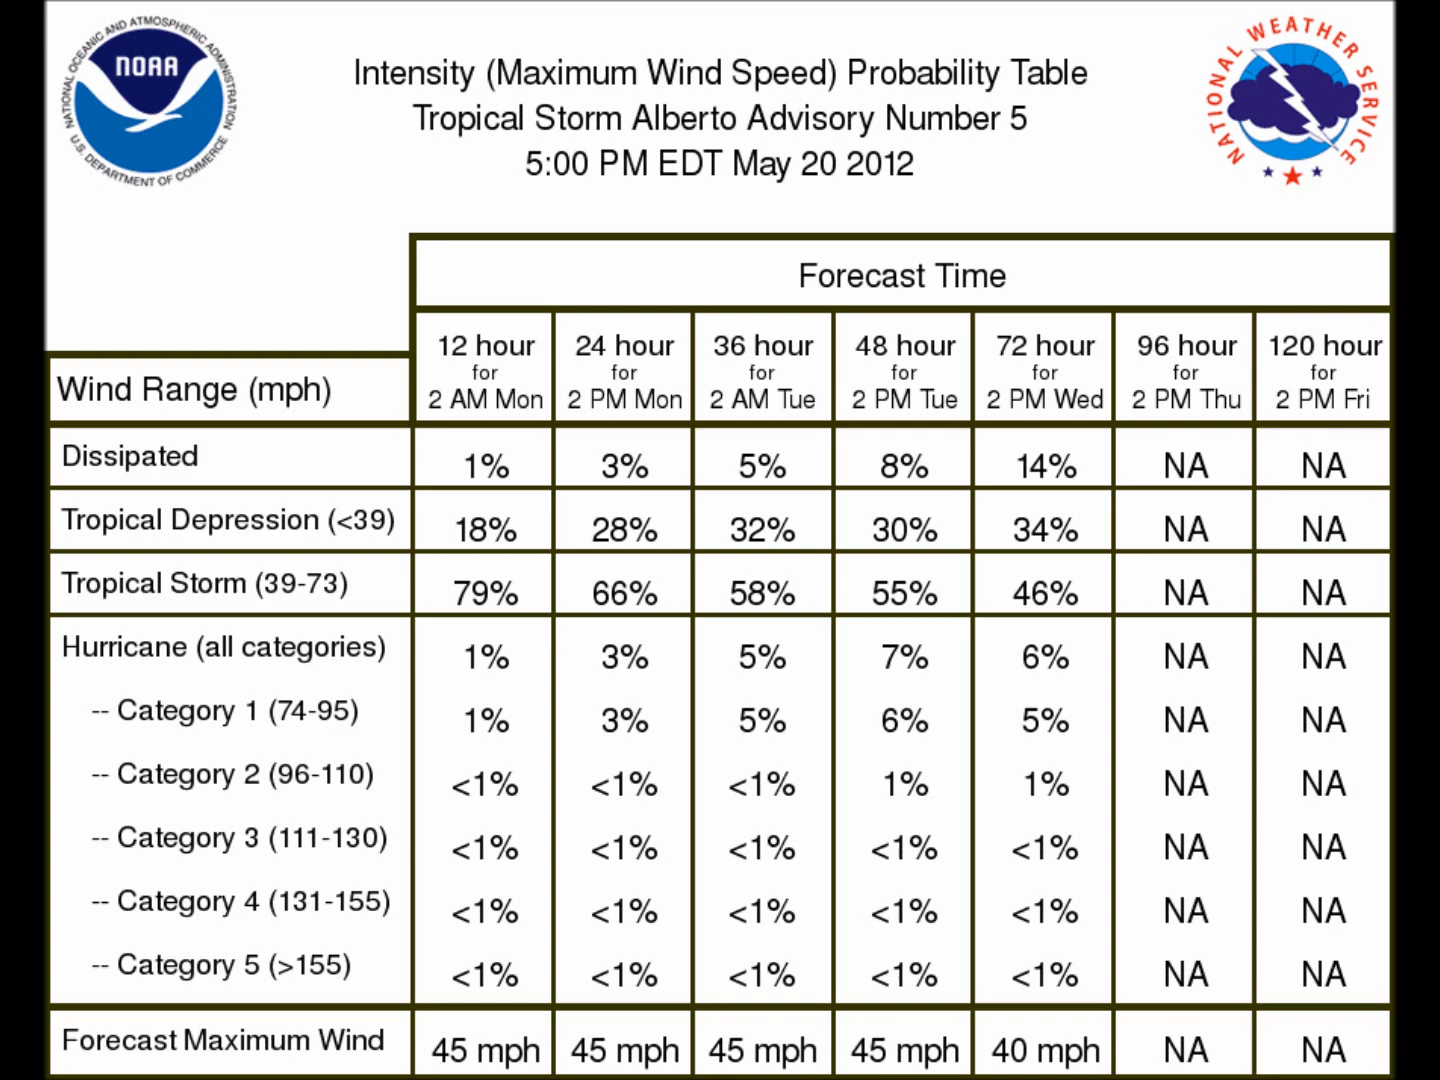 NATIONAL OCEANIC AND ATMOSPHERIC ADMINISTRATION
U.S. DEPARTMENT OF COMMERCE
NOAA
Intensity (Maximum Wind Speed) Probability Table
Tropical Storm Alberto Advisory Number 5
5:00 PM EDT May 20 2012
NATIONAL WEATHER SERVICE
Forecast Time
Wind Range (mph)
12 hour for 2 AM Mon
24 hour for 2 PM Mon
36 hour for 2 AM Tue
48 hour for 2 PM Tue
72 hour for 2 PM Wed
96 hour for 2 PM Thu
120 hour for 2 PM Fri
Dissipated 1% 3% 5% 8% 14% NA NA
Tropical Depression (<39) 18% 28% 32% 30% 34% NA NA
Tropical Storm (39-73) 79% 66% 58% 55% 46% NA NA
Hurricane (all categories) 1% 3% 5% 7% 6% NA NA
-- Category 1 (74-95) 1% 3% 5% 6% 5% NA NA
-- Category 2 (96-110) <1% <1% <1% 1% 1% NA NA
-- Category 3 (111-130) <1% <1% <1% <1% <1% NA NA
-- Category 4 (131-155) <1% <1% <1% <1% <1% NA NA
-- Category 5 (>155) <1% <1% <1% <1% <1% NA NA
Forecast Maximum Wind 45 mph 45 mph 45 mph 45 mph 40 mph NA NA